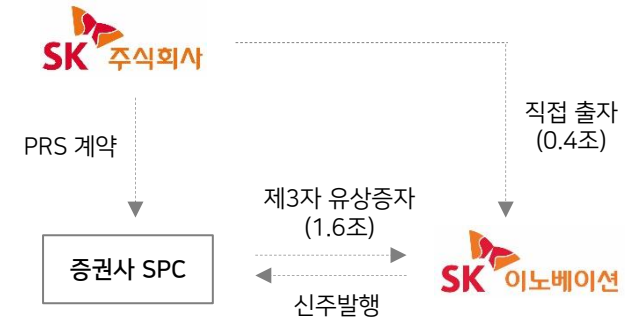 SK 주식회사
PRS 계약
직접 출자
(0.4조)
제3자 유상증자
(1.6조)
증권사 SPC
SK 이노베이션
신주발행